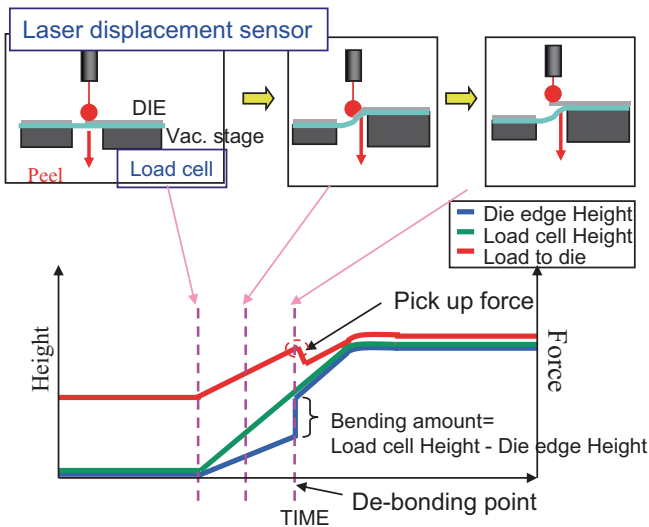 Laser displacement sensor
DIE
Vac. stage
Peel
Load cell
Die edge Height
Load cell Height
Load to die
Pick up force
Height
Force
Bending amount=
Load cell Height - Die edge Height
De-bonding point
TIME